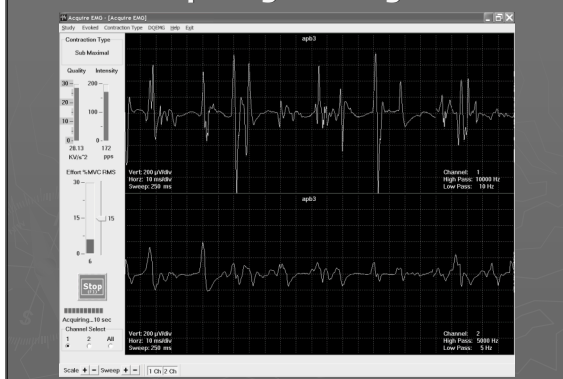 Acquire EMG - [Acquire EMG]
Study Evoked Contraction Type DQEMG Help Exit
Contraction Type
Sub Maximal
Quality Intensity
30 200
20
100
10
0 0
28.13 172
KV/s^2 pps
Effort %MVC RMS
30
15 15
0
6
Stop
Acquiring...10 sec
Channel Select
1 2 All
apb3
Vert: 200 µV/div
Horz: 10 ms/div
Sweep: 250 ms
Channel: 1
High Pass: 10000 Hz
Low Pass: 10 Hz
apb3
Vert: 200 µV/div
Horz: 10 ms/div
Sweep: 250 ms
Channel: 2
High Pass: 5000 Hz
Low Pass: 5 Hz
Scale + - Sweep + - 1 Ch 2 Ch